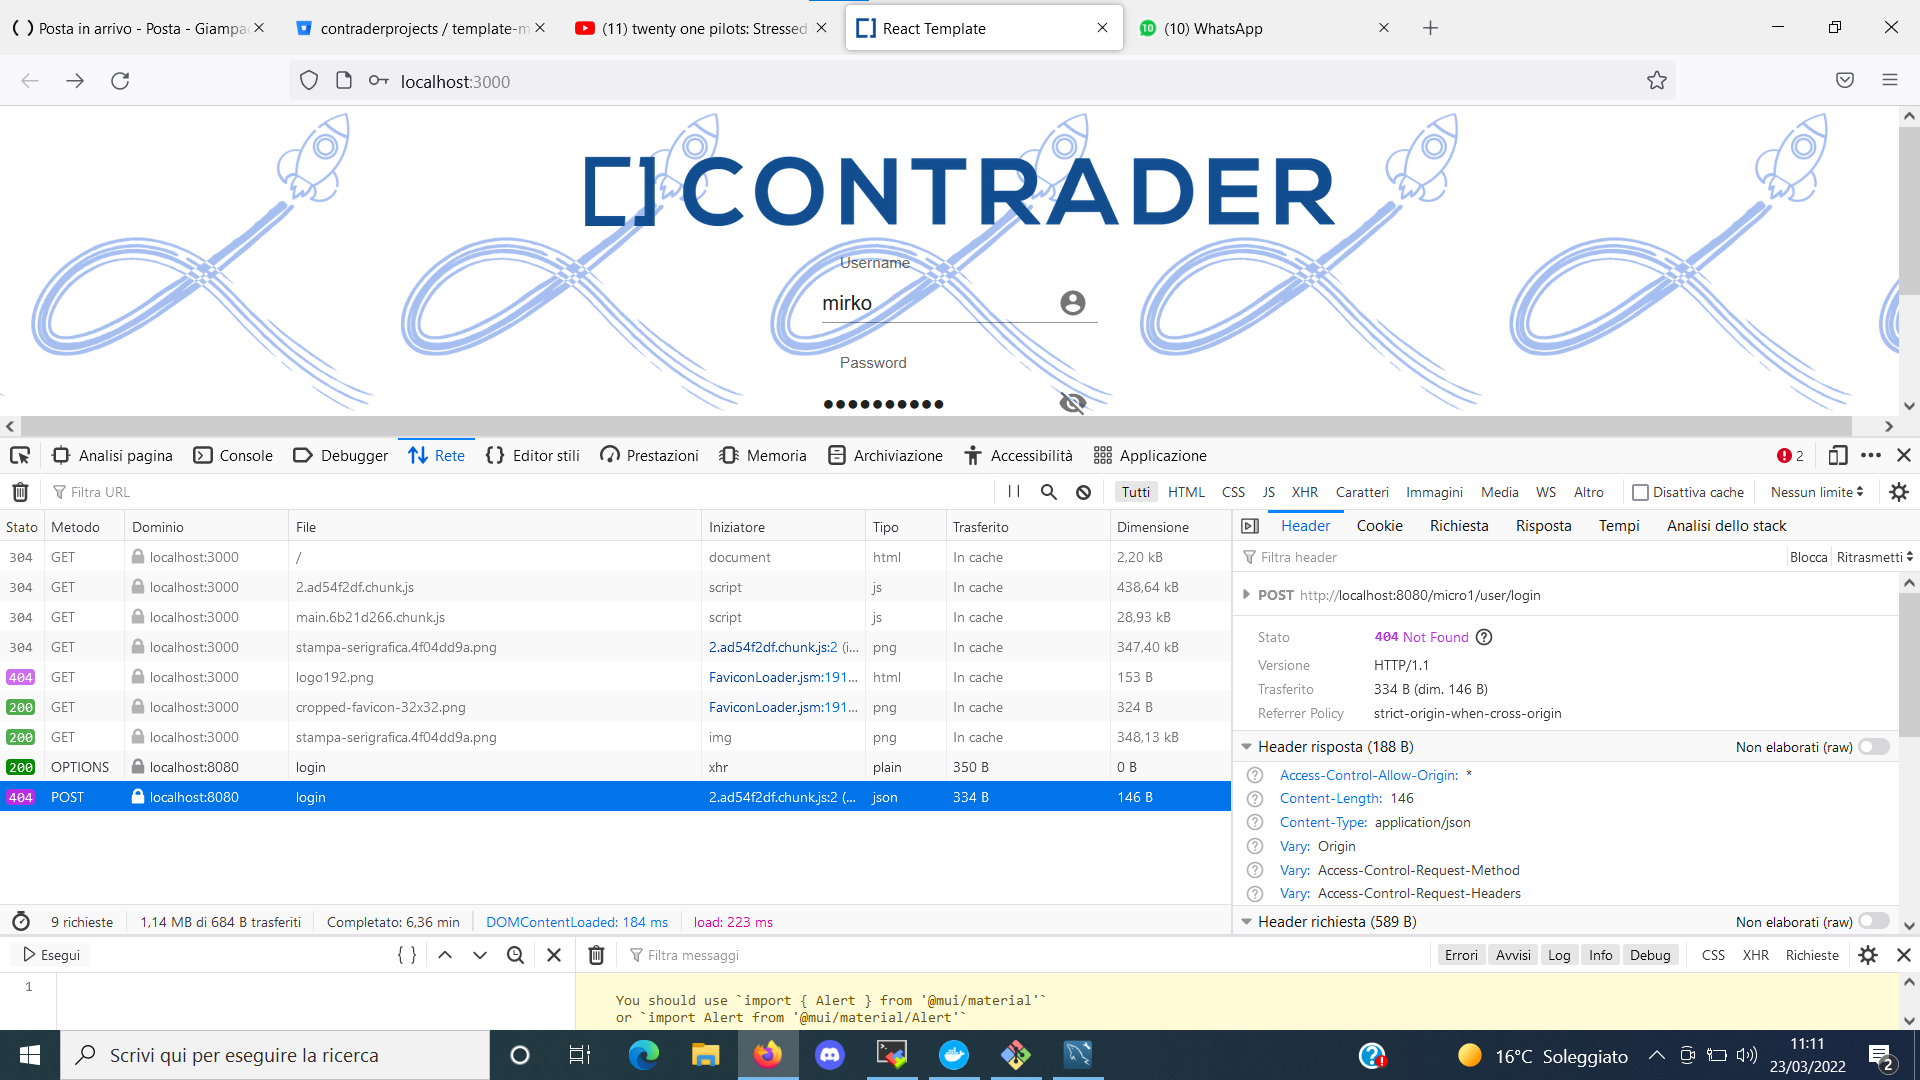 Posta in arrivo - Posta - Giampac
contraderprojects / template-m
(11) twenty one pilots: Stressed
React Template
10
(10) WhatsApp
localhost:3000
[ ] CONTRADER
Username
mirko
Password
Analisi pagina
Console
Debugger
Rete
Editor stili
Prestazioni
Memoria
Archiviazione
Accessibilità
Applicazione
2
Filtra URL
Tutti HTML CSS JS XHR Caratteri Immagini Media WS Altro
Disattiva cache
Nessun limite
Stato Metodo Dominio File Iniziatore Tipo Trasferito Dimensione
304 GET localhost:3000 / document html In cache 2,20 kB
304 GET localhost:3000 2.ad54f2df.chunk.js script js In cache 438,64 kB
304 GET localhost:3000 main.6b21d266.chunk.js script js In cache 28,93 kB
304 GET localhost:3000 stampa-serigrafica.4f04dd9a.png 2.ad54f2df.chunk.js:2 (i... png In cache 347,40 kB
404 GET localhost:3000 logo192.png FaviconLoader.jsm:191... html In cache 153 B
200 GET localhost:3000 cropped-favicon-32x32.png FaviconLoader.jsm:191... png In cache 324 B
200 GET localhost:3000 stampa-serigrafica.4f04dd9a.png img png In cache 348,13 kB
200 OPTIONS localhost:8080 login xhr plain 350 B 0 B
404 POST localhost:8080 login 2.ad54f2df.chunk.js:2 (... json 334 B 146 B
9 richieste
1,14 MB di 684 B trasferiti
Completato: 6,36 min
DOMContentLoaded: 184 ms
load: 223 ms
Header Cookie Richiesta Risposta Tempi Analisi dello stack
Filtra header
Blocca
Ritrasmetti
POST http://localhost:8080/micro1/user/login
Stato 404 Not Found ?
Versione HTTP/1.1
Trasferito 334 B (dim. 146 B)
Referrer Policy strict-origin-when-cross-origin
Header risposta (188 B)
Non elaborati (raw)
? Access-Control-Allow-Origin: *
? Content-Length: 146
? Content-Type: application/json
? Vary: Origin
? Vary: Access-Control-Request-Method
? Vary: Access-Control-Request-Headers
Header richiesta (589 B)
Non elaborati (raw)
Esegui
{ }
Filtra messaggi
Errori Avvisi Log Info Debug CSS XHR Richieste
1
You should use `import { Alert } from '@mui/material'`
or `import Alert from '@mui/material/Alert'`
Scrivi qui per eseguire la ricerca
16°C Soleggiato
11:11
23/03/2022
2